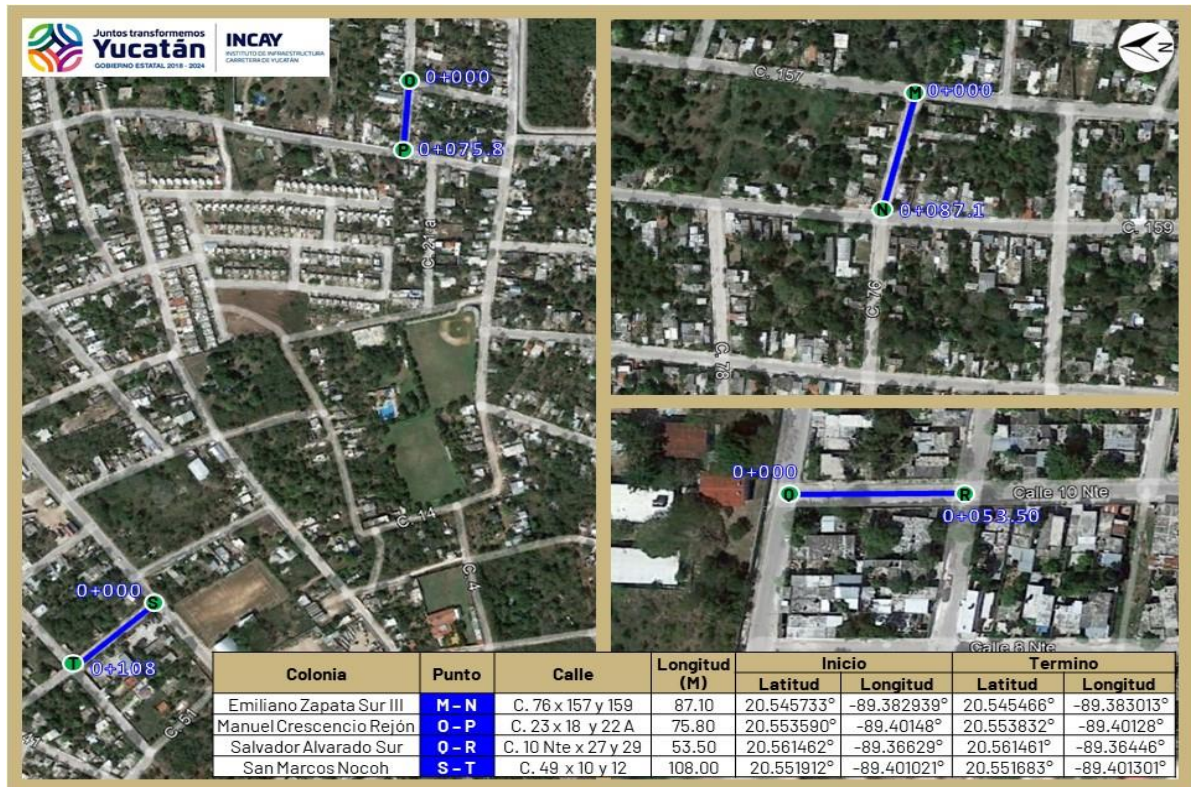 Juntos transformemos
Yucatán
GOBIERNO ESTATAL 2018 - 2024
INCAY
INSTITUTO DE INFRAESTRUCTURA
CARRETERA DE YUCATÁN
O 0+000
P 0+075.8
C. 21 a
C. 14
C. 4
0+000 S
T 0+108
C. 51
N
C. 157
M 0+000
N 0+087.1
C. 159
C. 76
C. 78
0+000
Q R
Calle 10 Nte
0+053.50
Calle 8 Nte
Colonia Punto Calle Longitud (M) Inicio Termino
Latitud Longitud Latitud Longitud
Emiliano Zapata Sur III M - N C. 76 x 157 y 159 87.10 20.545733° -89.382939° 20.545466° -89.383013°
Manuel Crescencio Rejón O - P C. 23 x 18 y 22 A 75.80 20.553590° -89.40148° 20.553832° -89.40128°
Salvador Alvarado Sur Q - R C. 10 Nte x 27 y 29 53.50 20.561462° -89.36629° 20.561461° -89.36446°
San Marcos Nocoh S - T C. 49 x 10 y 12 108.00 20.551912° -89.401021° 20.551683° -89.401301°